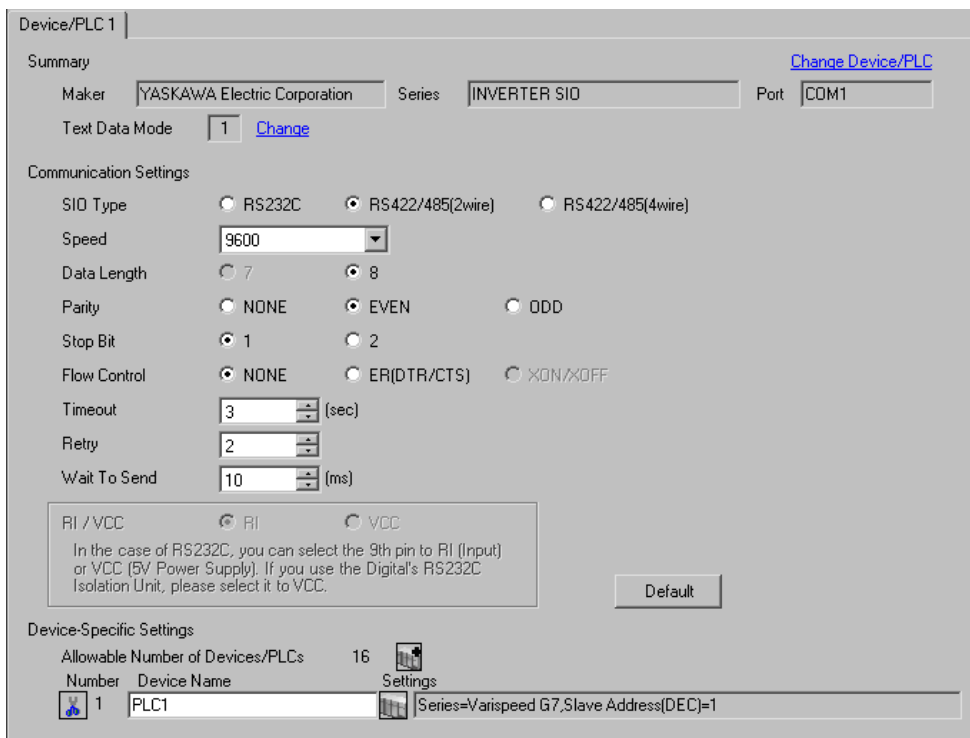 Device/PLC 1
Summary Change Device/PLC
Maker YASKAWA Electric Corporation Series INVERTER SIO Port COM1
Text Data Mode 1 Change
Communication Settings
SIO Type RS232C RS422/485(2wire) RS422/485(4wire)
Speed 9600
Data Length 7 8
Parity NONE EVEN ODD
Stop Bit 1 2
Flow Control NONE ER(DTR/CTS) XON/XOFF
Timeout 3 (sec)
Retry 2
Wait To Send 10 (ms)
RI / VCC RI VCC
In the case of RS232C, you can select the 9th pin to RI (Input)
or VCC (5V Power Supply). If you use the Digital's RS232C
Isolation Unit, please select it to VCC.
Default
Device-Specific Settings
Allowable Number of Devices/PLCs 16
Number Device Name Settings
1 PLC1 Series=Varispeed G7,Slave Address(DEC)=1